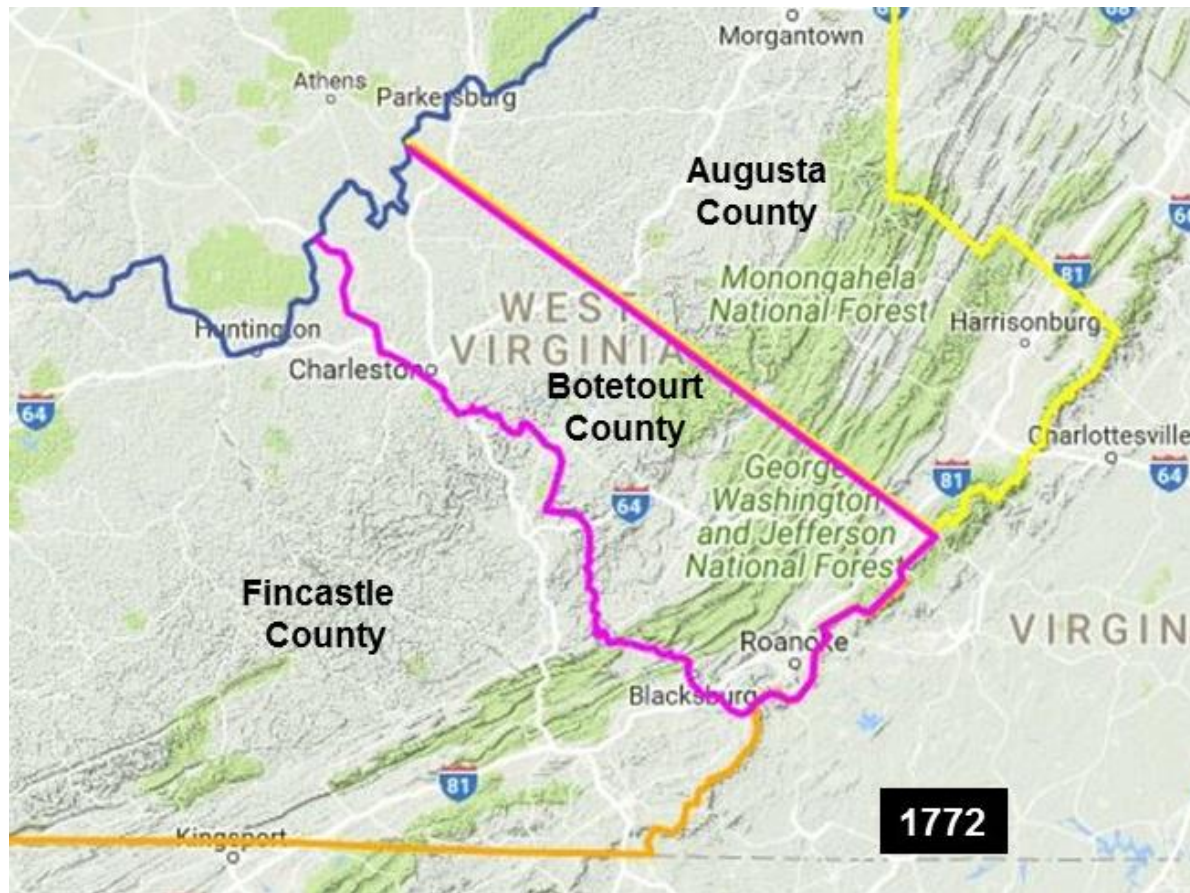 Morgantown
Athens
Parkersburg
Augusta
County
Monongahela
National Forest
81
Harrisonburg
WEST
VIRGINIA
Huntington
Charleston
Botetourt
County
64
Charlottesville
64
81
George
Washington
and Jefferson
National Forest
64
Fincastle
County
VIRGIN
Roanoke
Blacksburg
81
1772
Kingsport